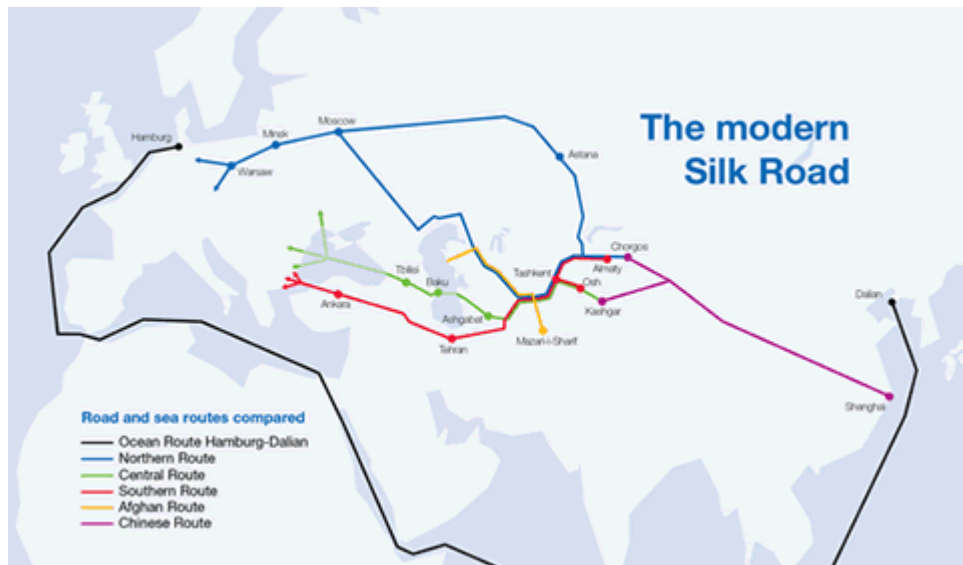 The modern
Silk Road
Hamburg
Minsk
Moscow
Warsaw
Astana
Tbilisi
Baku
Ankara
Ashgabat
Tehran
Tashkent
Chorgos
Almaty
Osh
Kashgar
Mazari-i-Sharif
Dalian
Shanghai
Road and sea routes compared
Ocean Route Hamburg-Dalian
Northern Route
Central Route
Southern Route
Afghan Route
Chinese Route